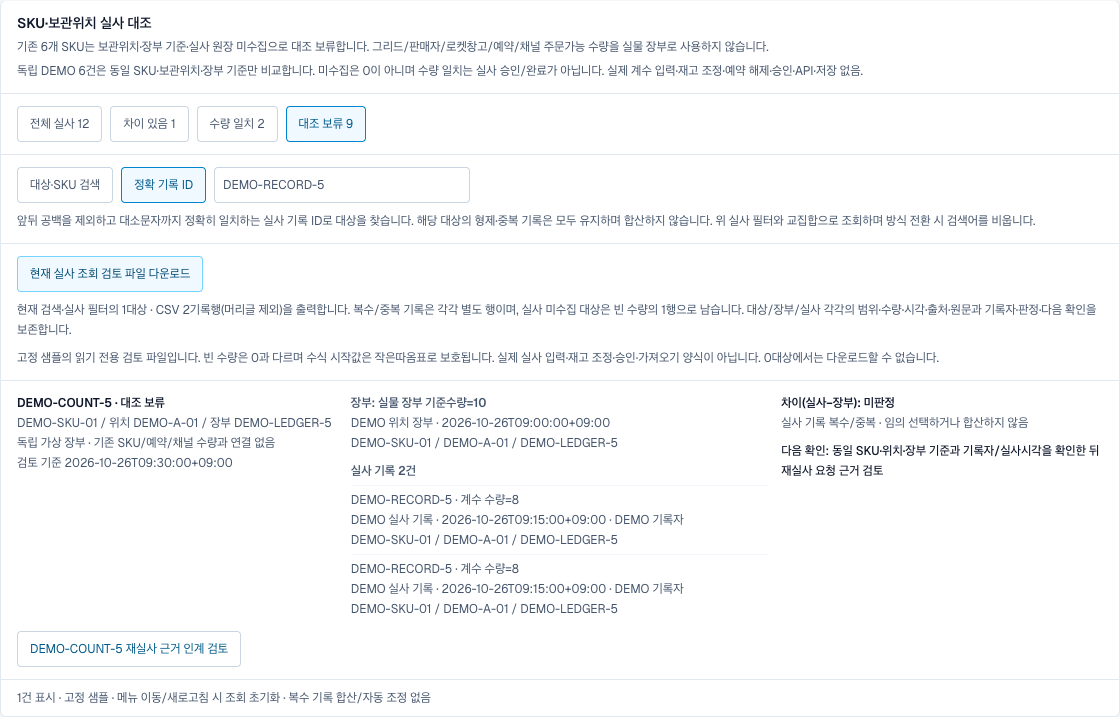 SKU·보관위치 실사 대조
기존 6개 SKU는 보관위치·장부 기준·실사 원장 미수집으로 대조 보류합니다. 그리드/판매자/로켓창고/예약/채널 주문가능 수량을 실물 장부로 사용하지 않습니다.
독립 DEMO 6건은 동일 SKU·보관위치·장부 기준만 비교합니다. 미수집은 0이 아니며 수량 일치는 실사 승인/완료가 아닙니다. 실제 계수 입력·재고 조정·예약 해제·승인·API·저장 없음.
전체 실사 12
차이 있음 1
수량 일치 2
대조 보류 9
대상·SKU 검색
정확 기록 ID
DEMO-RECORD-5
앞뒤 공백을 제외하고 대소문자까지 정확히 일치하는 실사 기록 ID로 대상을 찾습니다. 해당 대상의 형제·중복 기록은 모두 유지하며 합산하지 않습니다. 위 실사 필터와 교집합으로 조회하며 방식 전환 시 검색어를 비웁니다.
현재 실사 조회 검토 파일 다운로드
현재 검색·실사 필터의 1대상 · CSV 2기록행(머리글 제외)을 출력합니다. 복수/중복 기록은 각각 별도 행이며, 실사 미수집 대상은 빈 수량의 1행으로 남습니다. 대상/장부/실사 각각의 범위·수량·시각·출처·원문과 기록자·판정·다음 확인을
보존합니다.
고정 샘플의 읽기 전용 검토 파일입니다. 빈 수량은 0과 다르며 수식 시작값은 작은따옴표로 보호됩니다. 실제 실사 입력·재고 조정·승인·가져오기 양식이 아닙니다. 0대상에서는 다운로드할 수 없습니다.
DEMO-COUNT-5 · 대조 보류
DEMO-SKU-01 / 위치 DEMO-A-01 / 장부 DEMO-LEDGER-5
독립 가상 장부 · 기존 SKU/예약/채널 수량과 연결 없음
검토 기준 2026-10-26T09:30:00+09:00
장부: 실물 장부 기준수량=10
DEMO 위치 장부 · 2026-10-26T09:00:00+09:00
DEMO-SKU-01 / DEMO-A-01 / DEMO-LEDGER-5
실사 기록 2건
DEMO-RECORD-5 · 계수 수량=8
DEMO 실사 기록 · 2026-10-26T09:15:00+09:00 · DEMO 기록자
DEMO-SKU-01 / DEMO-A-01 / DEMO-LEDGER-5
DEMO-RECORD-5 · 계수 수량=8
DEMO 실사 기록 · 2026-10-26T09:15:00+09:00 · DEMO 기록자
DEMO-SKU-01 / DEMO-A-01 / DEMO-LEDGER-5
차이(실사−장부): 미판정
실사 기록 복수/중복 · 임의 선택하거나 합산하지 않음
다음 확인: 동일 SKU·위치·장부 기준과 기록자/실사시각을 확인한 뒤
재실사 요청 근거 검토
DEMO-COUNT-5 재실사 근거 인계 검토
1건 표시 · 고정 샘플 · 메뉴 이동/새로고침 시 조회 초기화 · 복수 기록 합산/자동 조정 없음